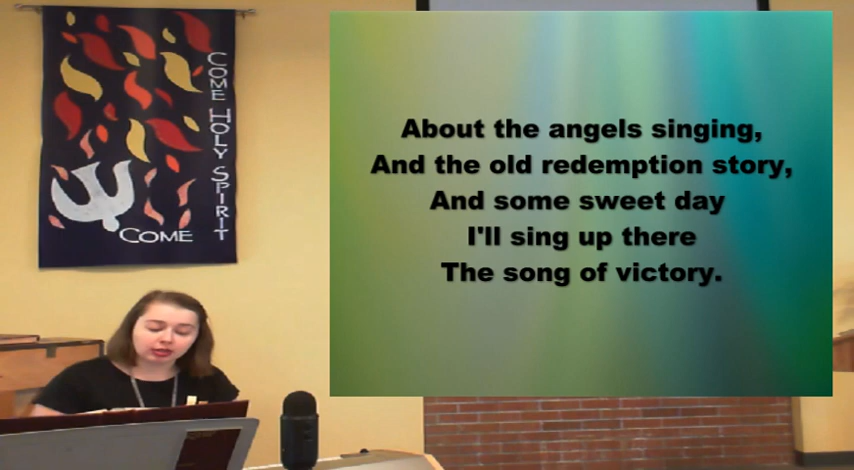 COME HOLY SPIRIT
COME
About the angels singing,
And the old redemption story,
And some sweet day
I'll sing up there
The song of victory.